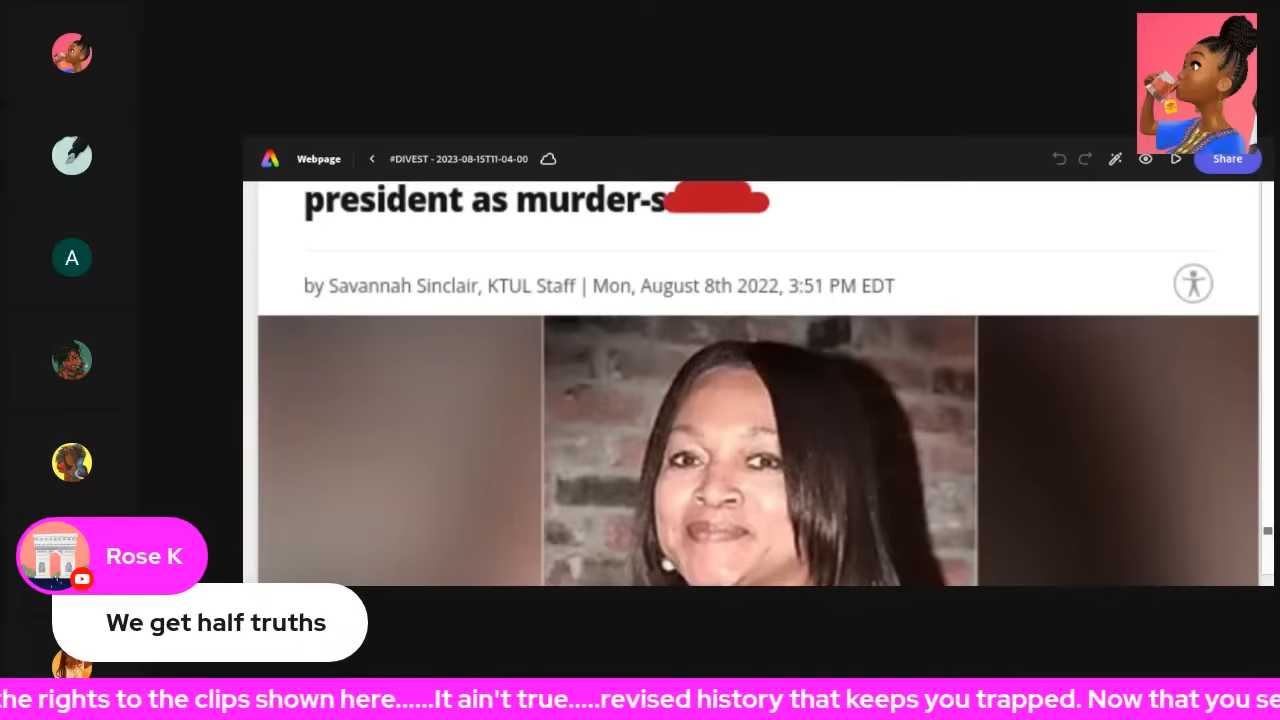 Webpage
#DIVEST - 2023-08-15T11-04-00
Share
president as murder-s
by Savannah Sinclair, KTUL Staff | Mon, August 8th 2022, 3:51 PM EDT
A
Rose K
We get half truths
the rights to the clips shown here......It ain't true.....revised history that keeps you trapped. Now that you se